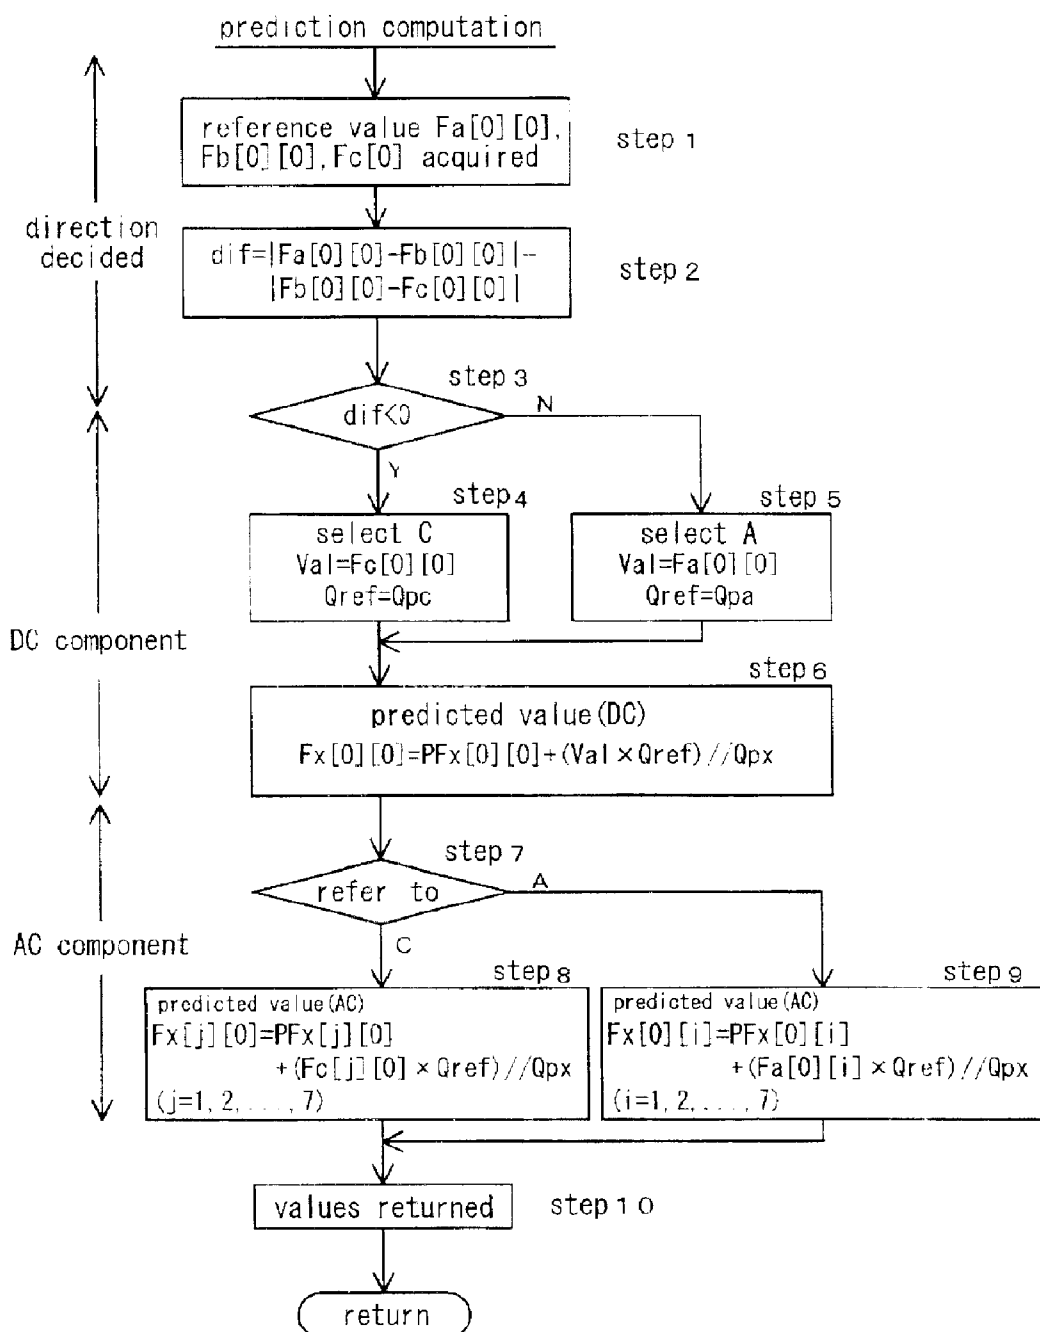 prediction computation
reference value Fa[0][0],
Fb[0][0],Fc[0] acquired
step 1
direction
decided
dif=|Fa[0][0]-Fb[0][0]|-
|Fb[0][0]-Fc[0][0]|
step 2
step 3
dif<0
N
Y
step 4
step 5
select C
Val=Fc[0][0]
Qref=Qpc
select A
Val=Fa[0][0]
Qref=Qpa
DC component
step 6
predicted value(DC)
Fx[0][0]=PFx[0][0]+(Val×Qref)//Qpx
step 7
refer to
A
C
AC component
step 8
step 9
predicted value(AC)
Fx[j][0]=PFx[j][0]
+(Fc[j][0]×Qref)//Qpx
(j=1,2,...,7)
predicted value(AC)
Fx[0][i]=PFx[0][i]
+(Fa[0][i]×Qref)//Qpx
(i=1,2,...,7)
values returned
step 10
return